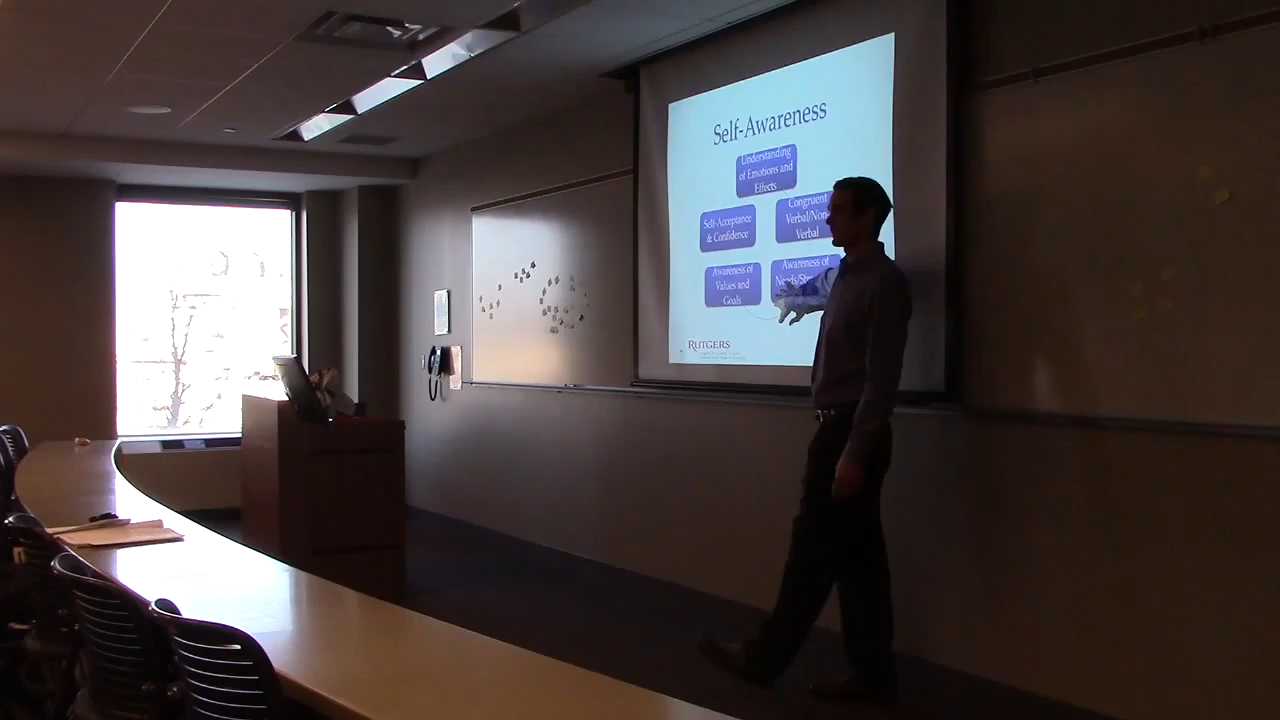 Self-Awareness
Understanding
of Emotions and
Effects
Self-Acceptance
& Confidence
Congruent
Verbal/Non-
Verbal
Awareness of
Values and
Goals
Awareness of
RUTGERS